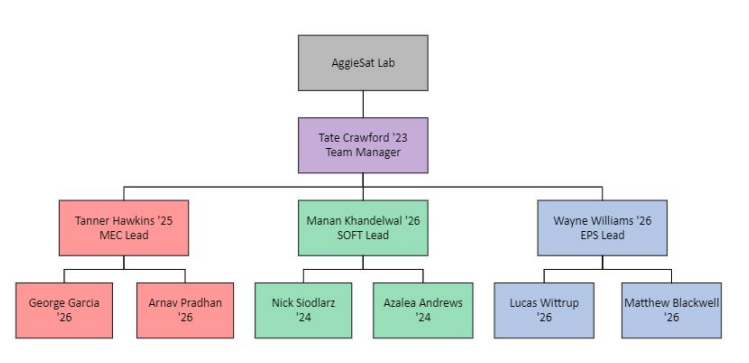 AggieSat Lab
Tate Crawford '23
Team Manager
Tanner Hawkins '25
MEC Lead
Manan Khandelwal '26
SOFT Lead
Wayne Williams '26
EPS Lead
George Garcia
'26
Arnav Pradhan
'26
Nick Siodlarz
'24
Azalea Andrews
'24
Lucas Wittrup
'26
Matthew Blackwell
'26